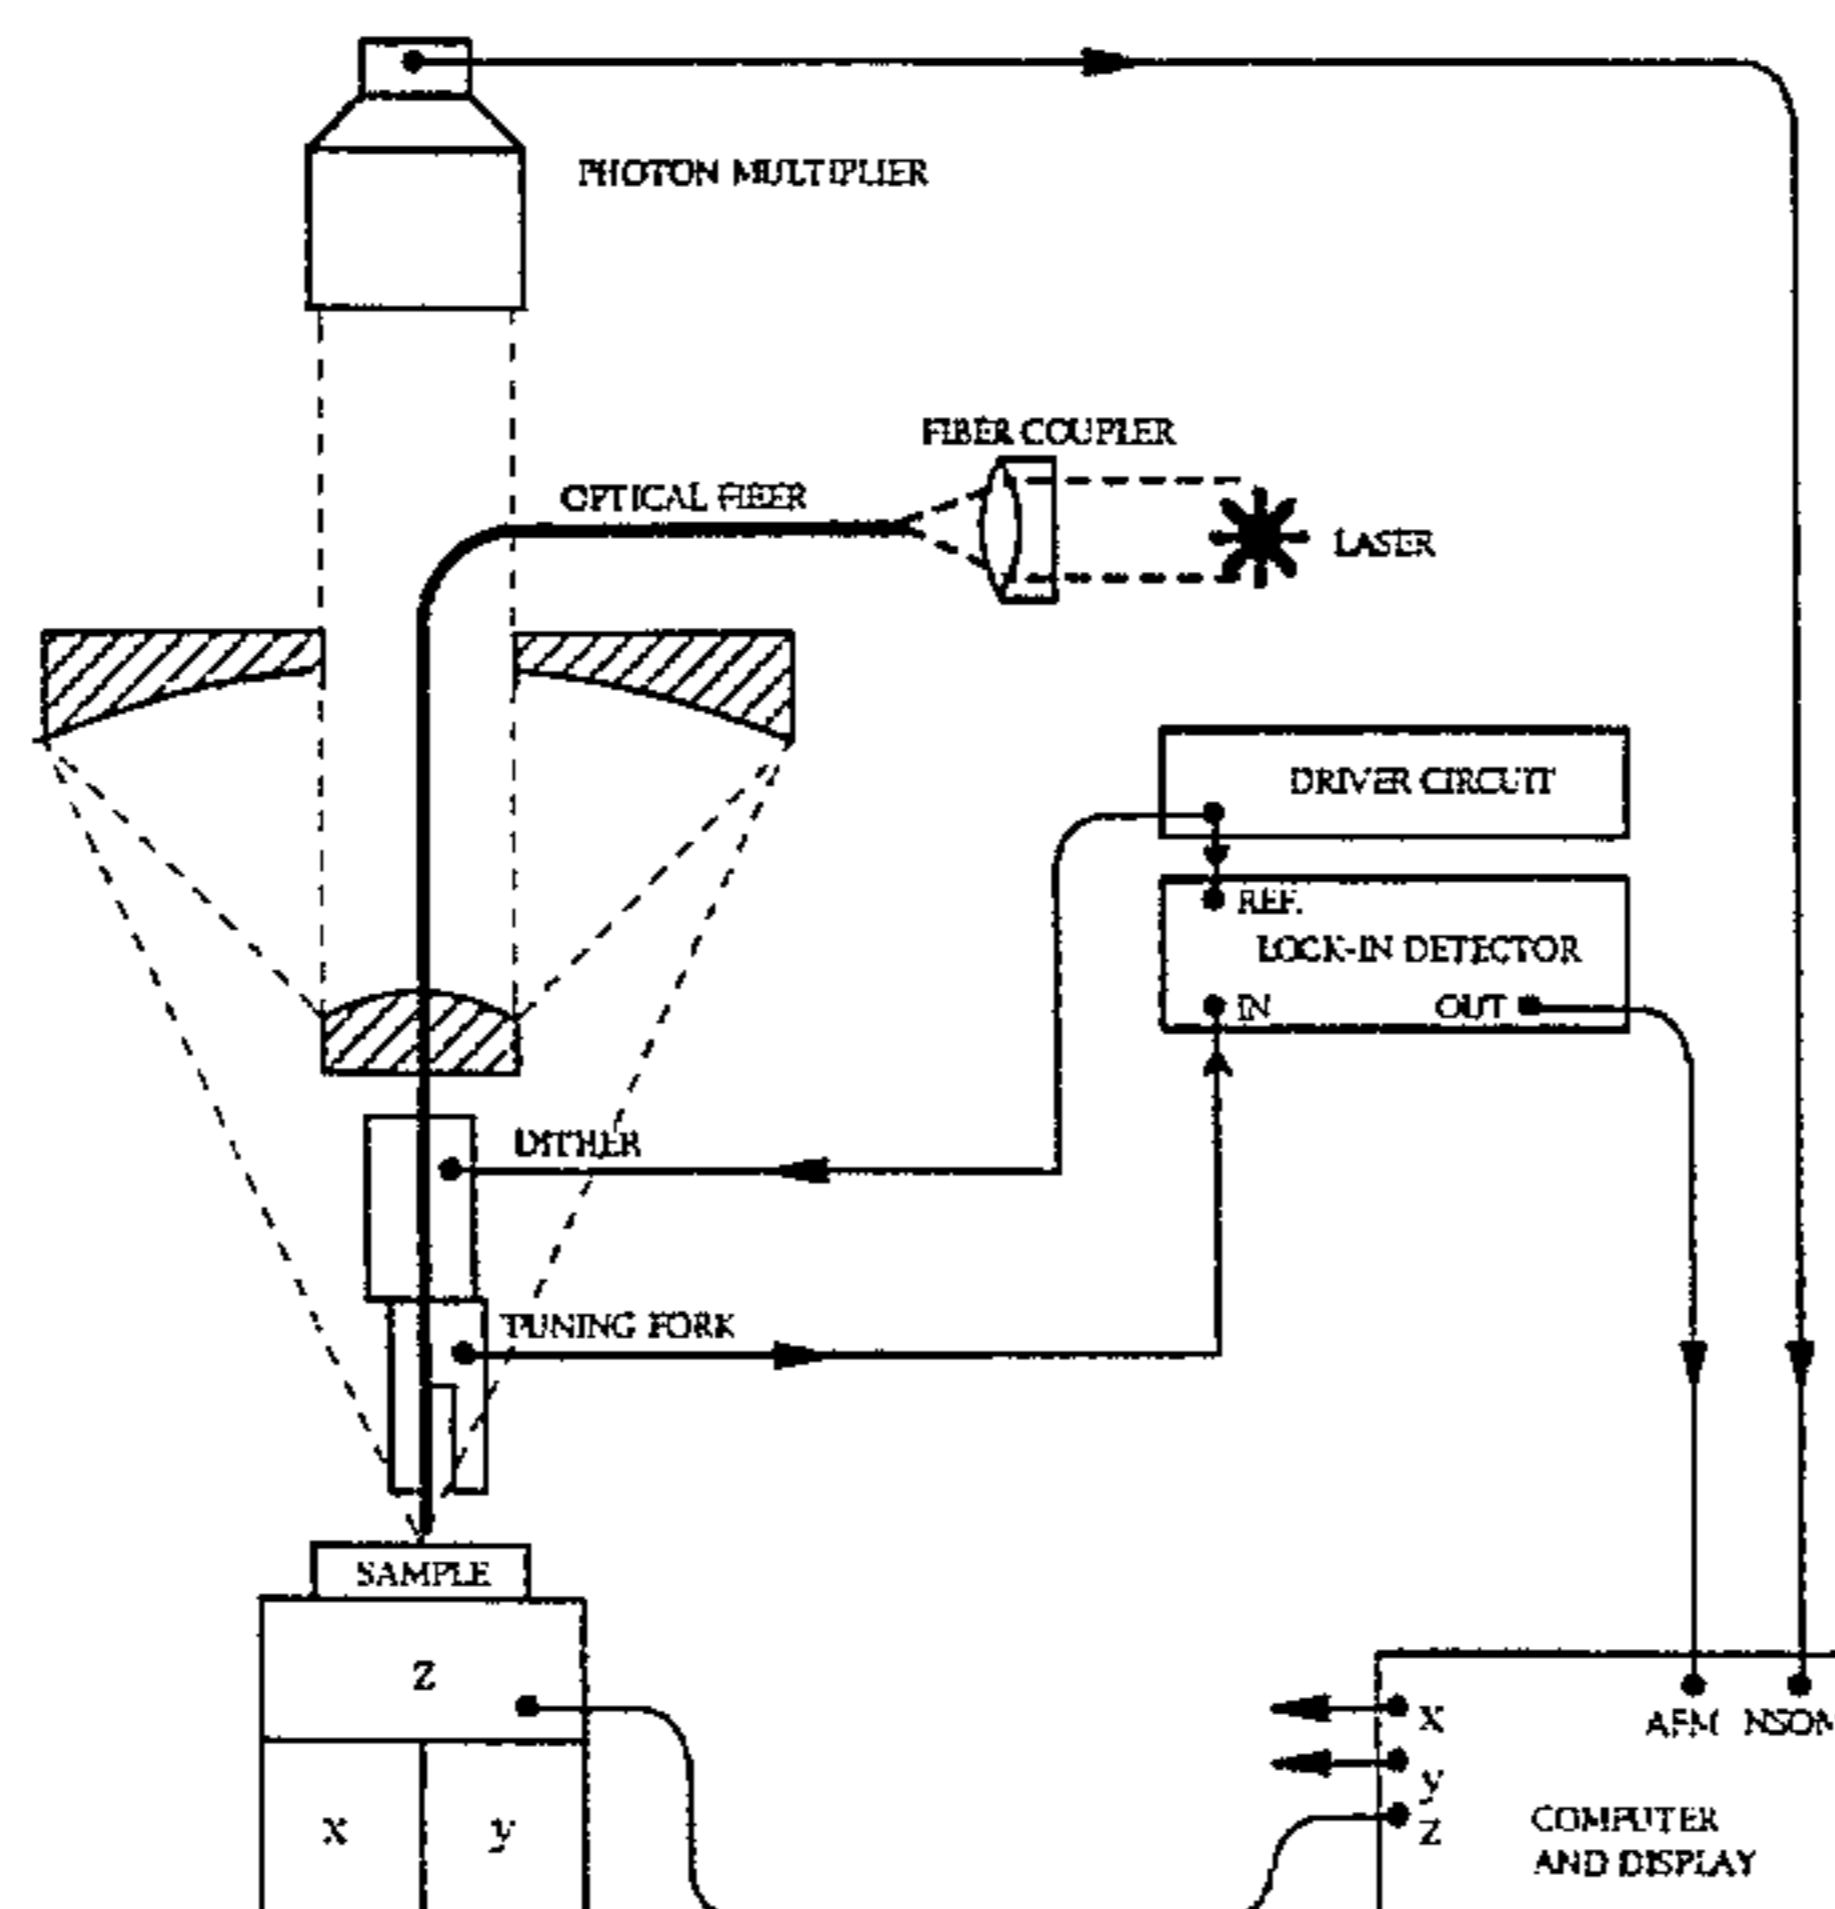 PHOTON MULTIPLIER
FIBER COUPLER
OPTICAL FIBER
LASER
DRIVER CIRCUIT
REF.
LOCK-IN DETECTOR
IN OUT
DITHER
TUNING FORK
SAMPLE
Z
X y
X
y
Z
AFM NSOM
COMPUTER
AND DISPLAY